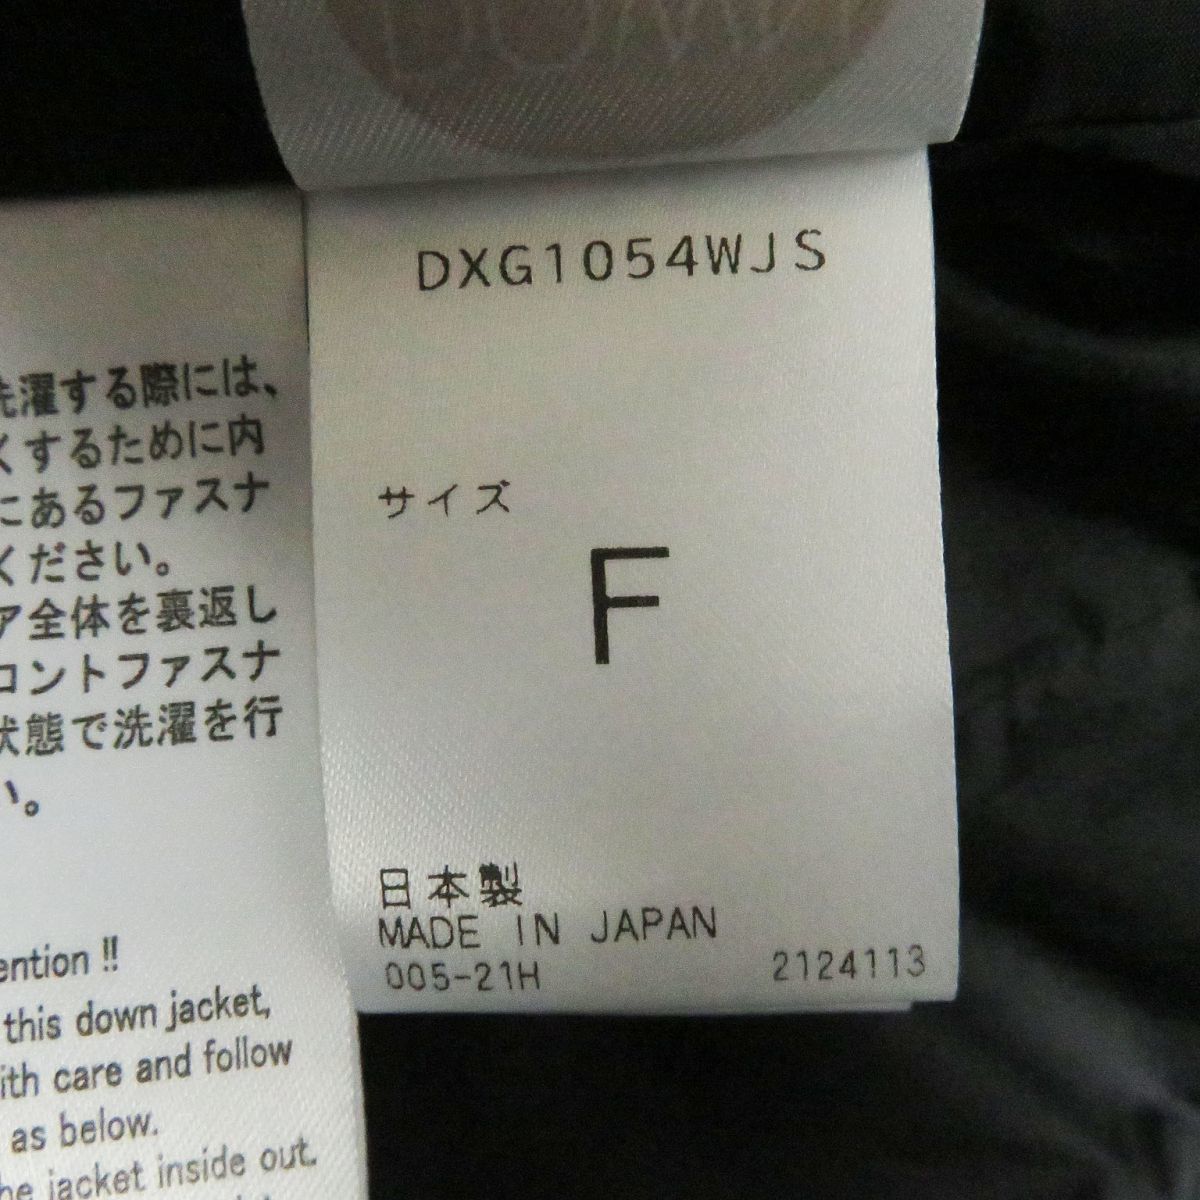 DXG1054WJS
サイズ
F
日本製
MADE IN JAPAN
005-21H 2124113
洗濯する際には、
くするために内
にあるファスナ
ください。
ア全体を裏返し
ロントファスナ
状態で洗濯を行
い。
ention !!
this down jacket,
ith care and follow
as below.
he jacket inside out.